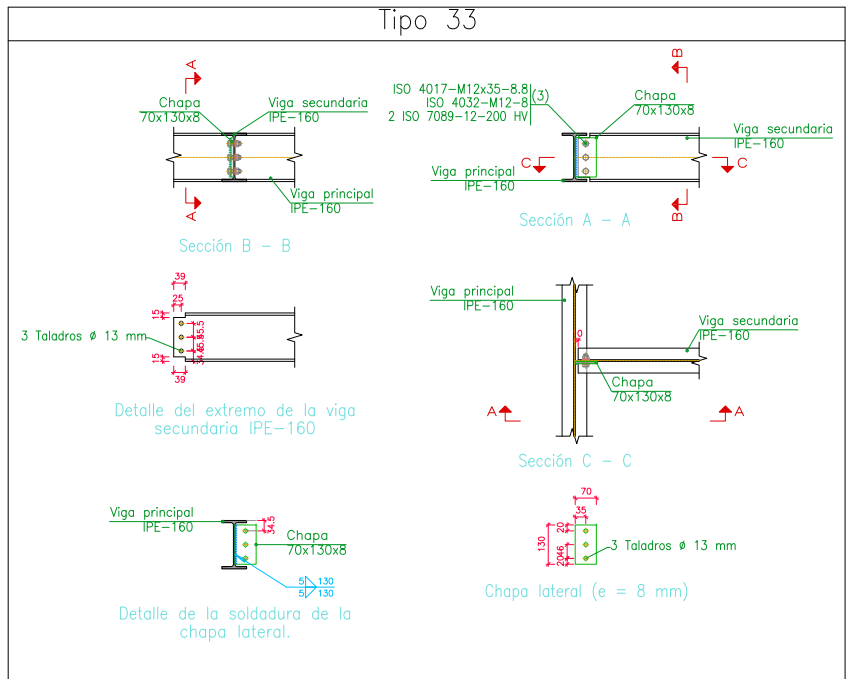 Tipo 33
A
Chapa
70x130x8
Viga secundaria
IPE-160
Viga principal
IPE-160
A
Sección B - B
ISO 4017-M12x35-8.8
ISO 4032-M12-8
2 ISO 7089-12-200 HV
(3)
B
Chapa
70x130x8
Viga secundaria
IPE-160
C
C
Viga principal
IPE-160
B
Sección A - A
39
25
15
3 Taladros ø 13 mm
15
34.5
39
Detalle del extremo de la viga
secundaria IPE-160
Viga principal
IPE-160
Viga secundaria
IPE-160
0
Chapa
70x130x8
A
A
Sección C - C
Viga principal
IPE-160
34.5
Chapa
70x130x8
5 130
5 130
Detalle de la soldadura de la
chapa lateral.
70
35
130
20
46
20
3 Taladros ø 13 mm
Chapa lateral (e = 8 mm)